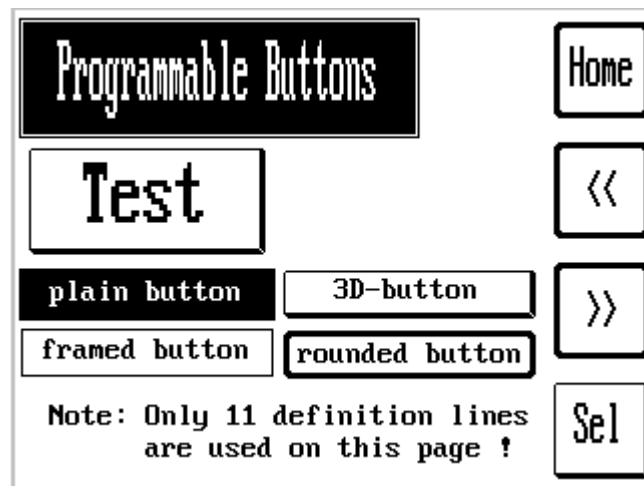 Programmable Buttons
Home
Test
<<
plain button
3D-button
>>
framed button
rounded button
Note: Only 11 definition lines
are used on this page !
Sel